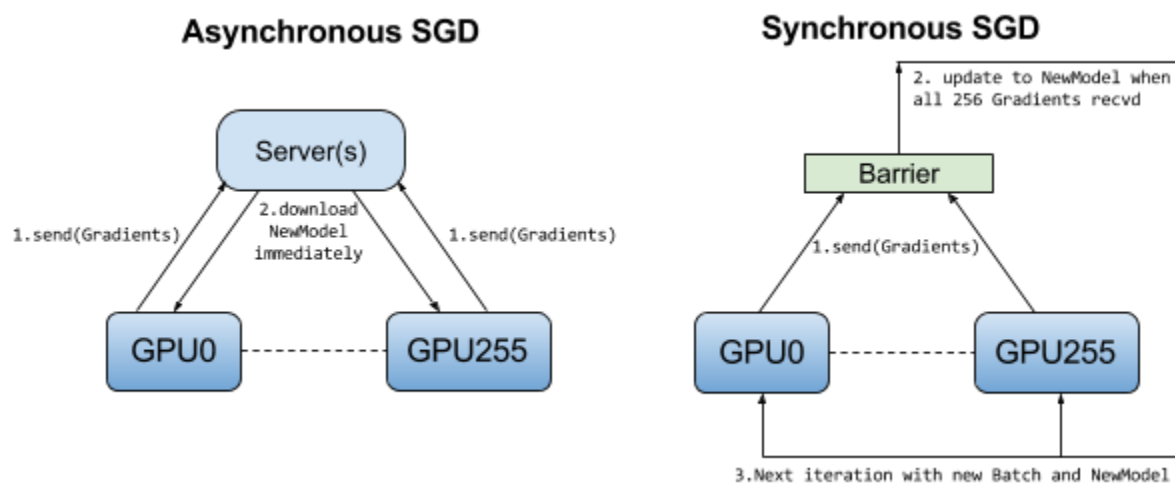 Asynchronous SGD
Server(s)
1.send(Gradients)
2.download
NewModel
immediately
1.send(Gradients)
GPU0
GPU255
Synchronous SGD
2. update to NewModel when
all 256 Gradients recvd
Barrier
1.send(Gradients)
GPU0
GPU255
3.Next iteration with new Batch and NewModel